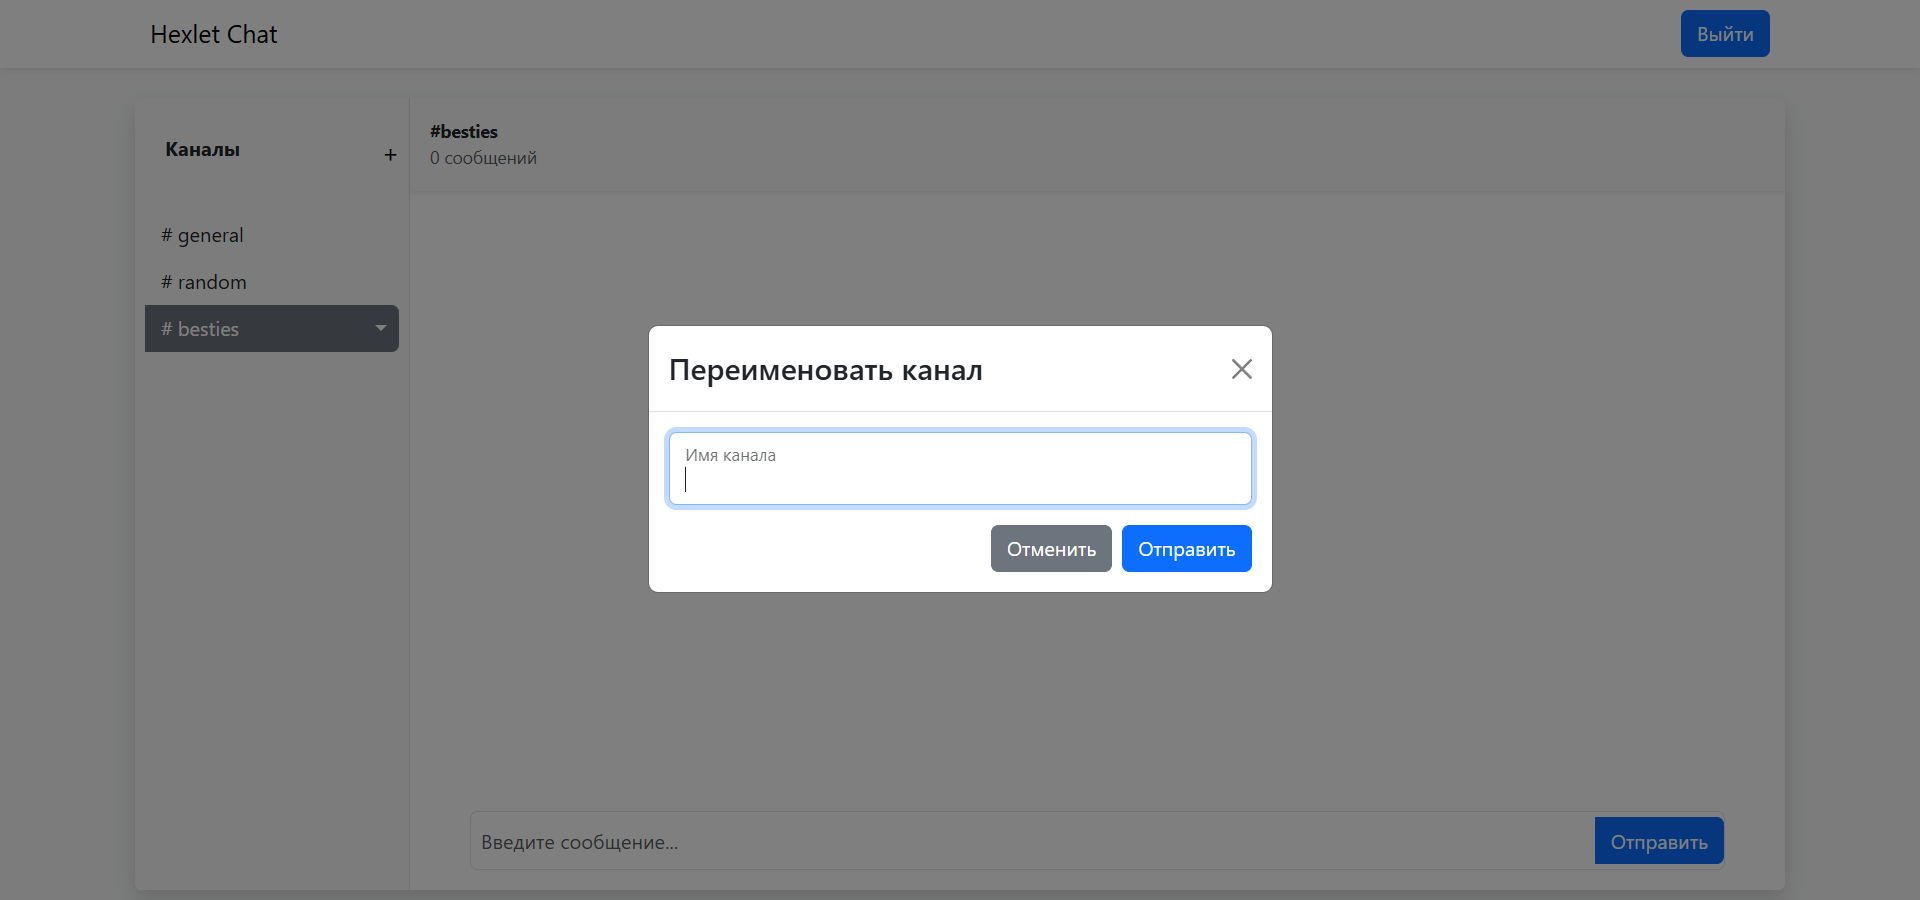 Hexlet Chat
Выйти
Каналы
+
# general
# random
# besties
#besties
0 сообщений
Переименовать канал
Имя канала
Отменить
Отправить
Введите сообщение...
Отправить